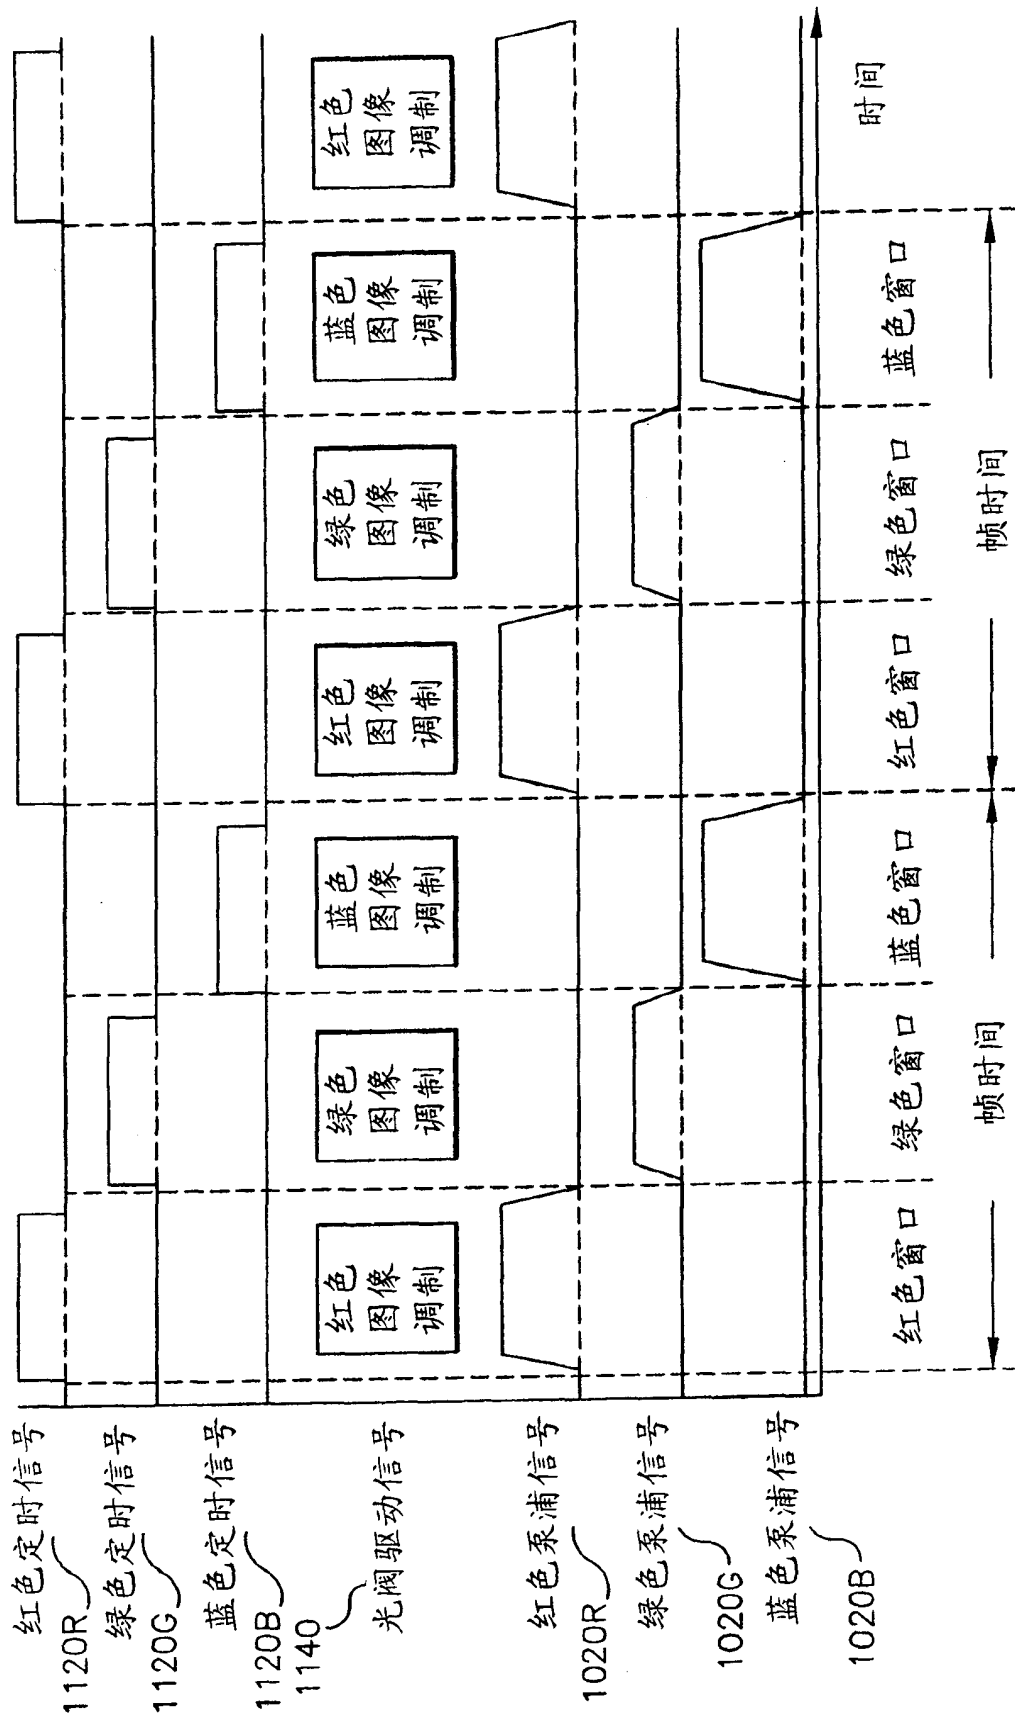 红色定时信号
1120R
绿色定时信号
1120G
蓝色定时信号
1120B
1140
光阀驱动信号
红色泵浦信号
1020R
绿色泵浦信号
1020G
蓝色泵浦信号
1020B
红色
图像
调制
绿色
图像
调制
蓝色
图像
调制
红色
图像
调制
绿色
图像
调制
蓝色
图像
调制
红色
图像
调制
时间
红色窗口
绿色窗口
蓝色窗口
红色窗口
绿色窗口
蓝色窗口
帧时间
帧时间